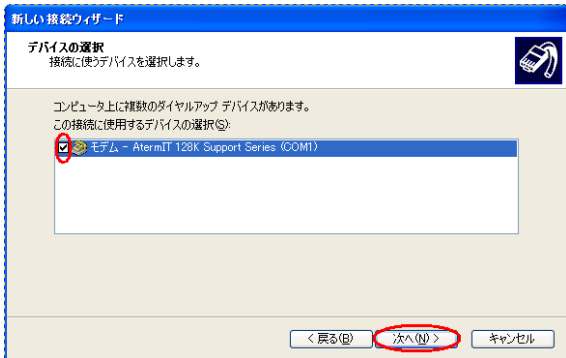 新しい接続ウィザード
デバイスの選択
接続に使うデバイスを選択します。
コンピュータ上に複数のダイヤルアップ デバイスがあります。
この接続に使用するデバイスの選択(S):
モデム - AtermIT 128K Support Series (COM1)
< 戻る(B) 次へ(N) > キャンセル